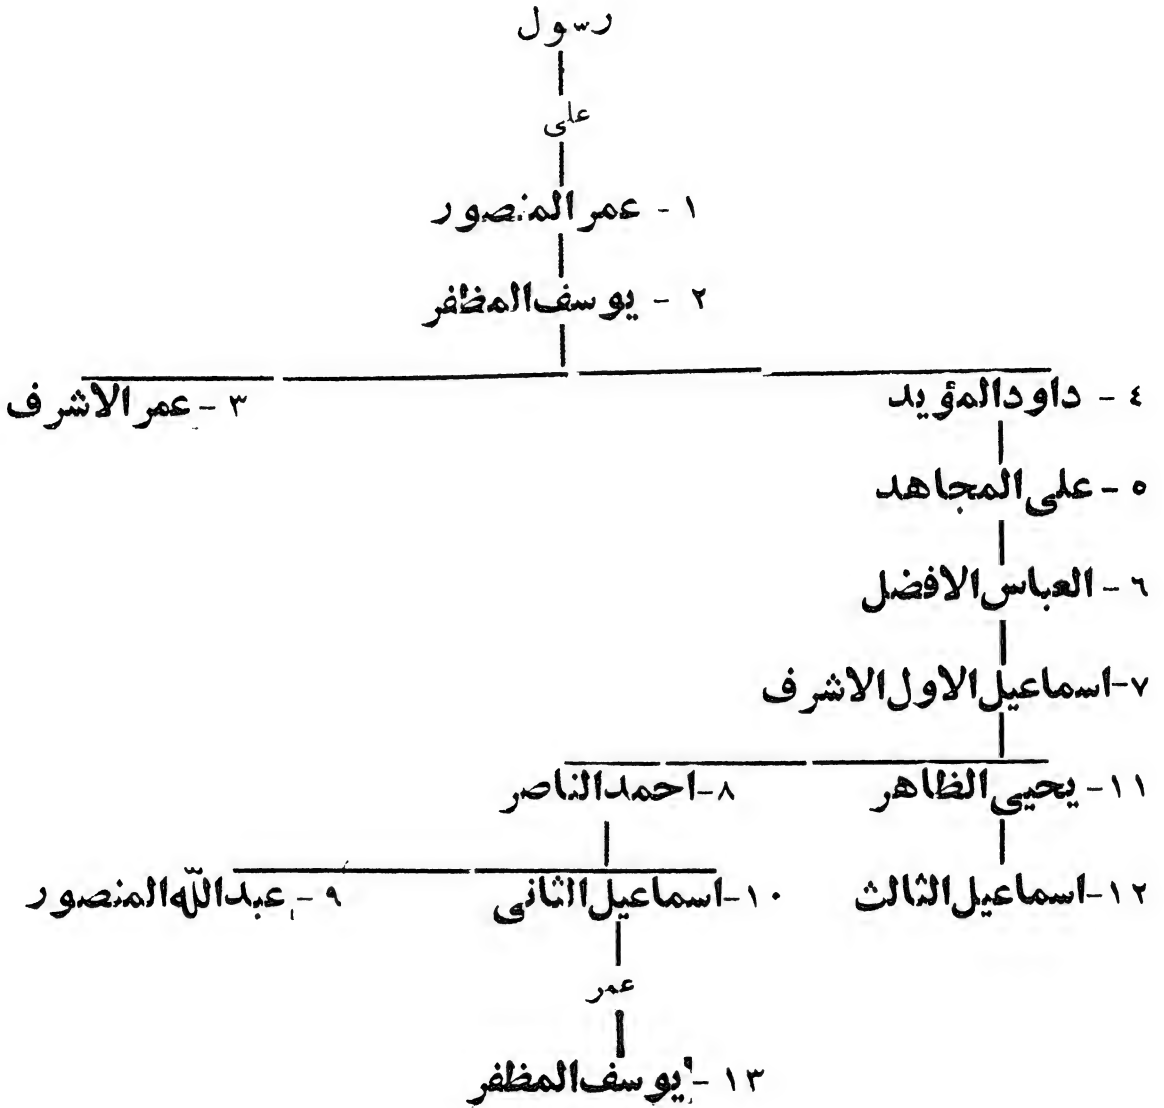 رسول
على
١ - عمر المنصور
٢ - يوسف المظفر
٤ - داود المؤيد
٣ - عمر الاشرف
٥ - على المجاهد
٦ - العباس الافضل
٧ - اسماعيل الاول الاشرف
١١ - يحيى الظاهر
٨ - احمد الناصر
١٢ - اسماعيل الثالث
١٠ - اسماعيل الثانى
٩ - عبد اللّٰه المنصور
عمر
١٣ - يوسف المظفر